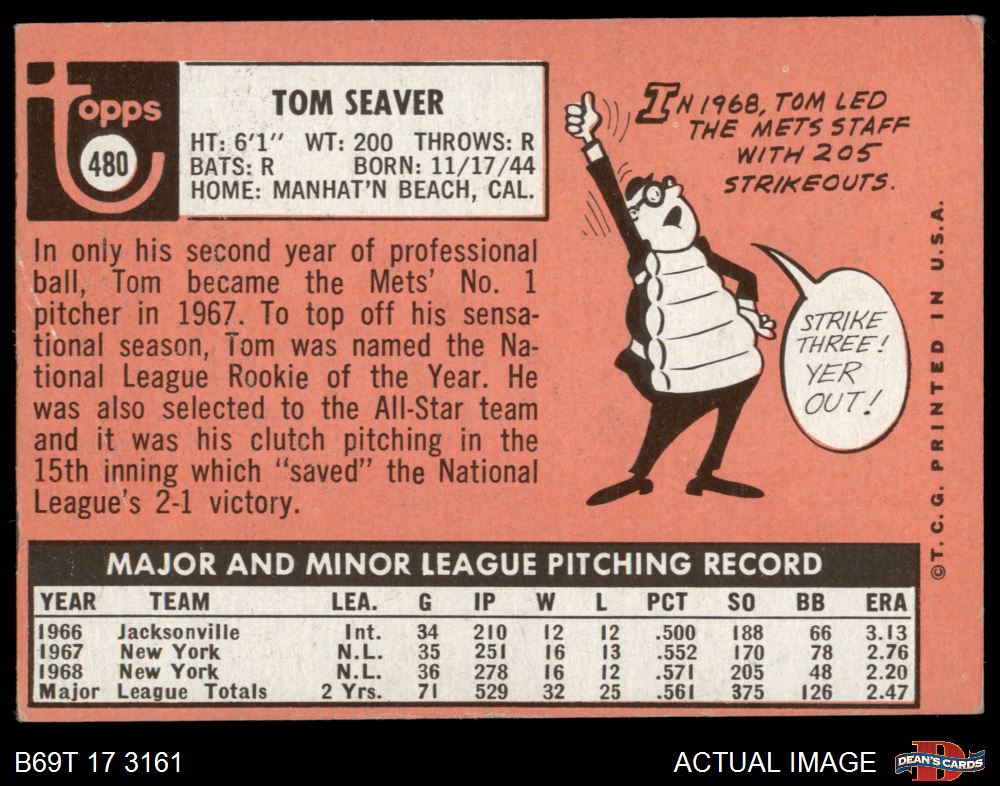 Topps
480
TOM SEAVER
HT: 6'1" WT: 200 THROWS: R
BATS: R BORN: 11/17/44
HOME: MANHAT'N BEACH, CAL.
In only his second year of professional
ball, Tom became the Mets' No. 1
pitcher in 1967. To top off his sensa-
tional season, Tom was named the Na-
tional League Rookie of the Year. He
was also selected to the All-Star team
and it was his clutch pitching in the
15th inning which "saved" the National
League's 2-1 victory.
IN 1968, TOM LED
THE METS STAFF
WITH 205
STRIKEOUTS.
STRIKE
THREE!
YER
OUT!
© T. C. G. PRINTED IN U.S.A.
MAJOR AND MINOR LEAGUE PITCHING RECORD
YEAR TEAM LEA. G IP W L PCT SO BB ERA
1966 Jacksonville Int. 34 210 12 12 .500 188 66 3.13
1967 New York N.L. 35 251 16 13 .552 170 78 2.76
1968 New York N.L. 36 278 16 12 .571 205 48 2.20
Major League Totals 2 Yrs. 71 529 32 25 .561 375 126 2.47
B69T 17 3161
ACTUAL IMAGE
DEAN'S CARDS